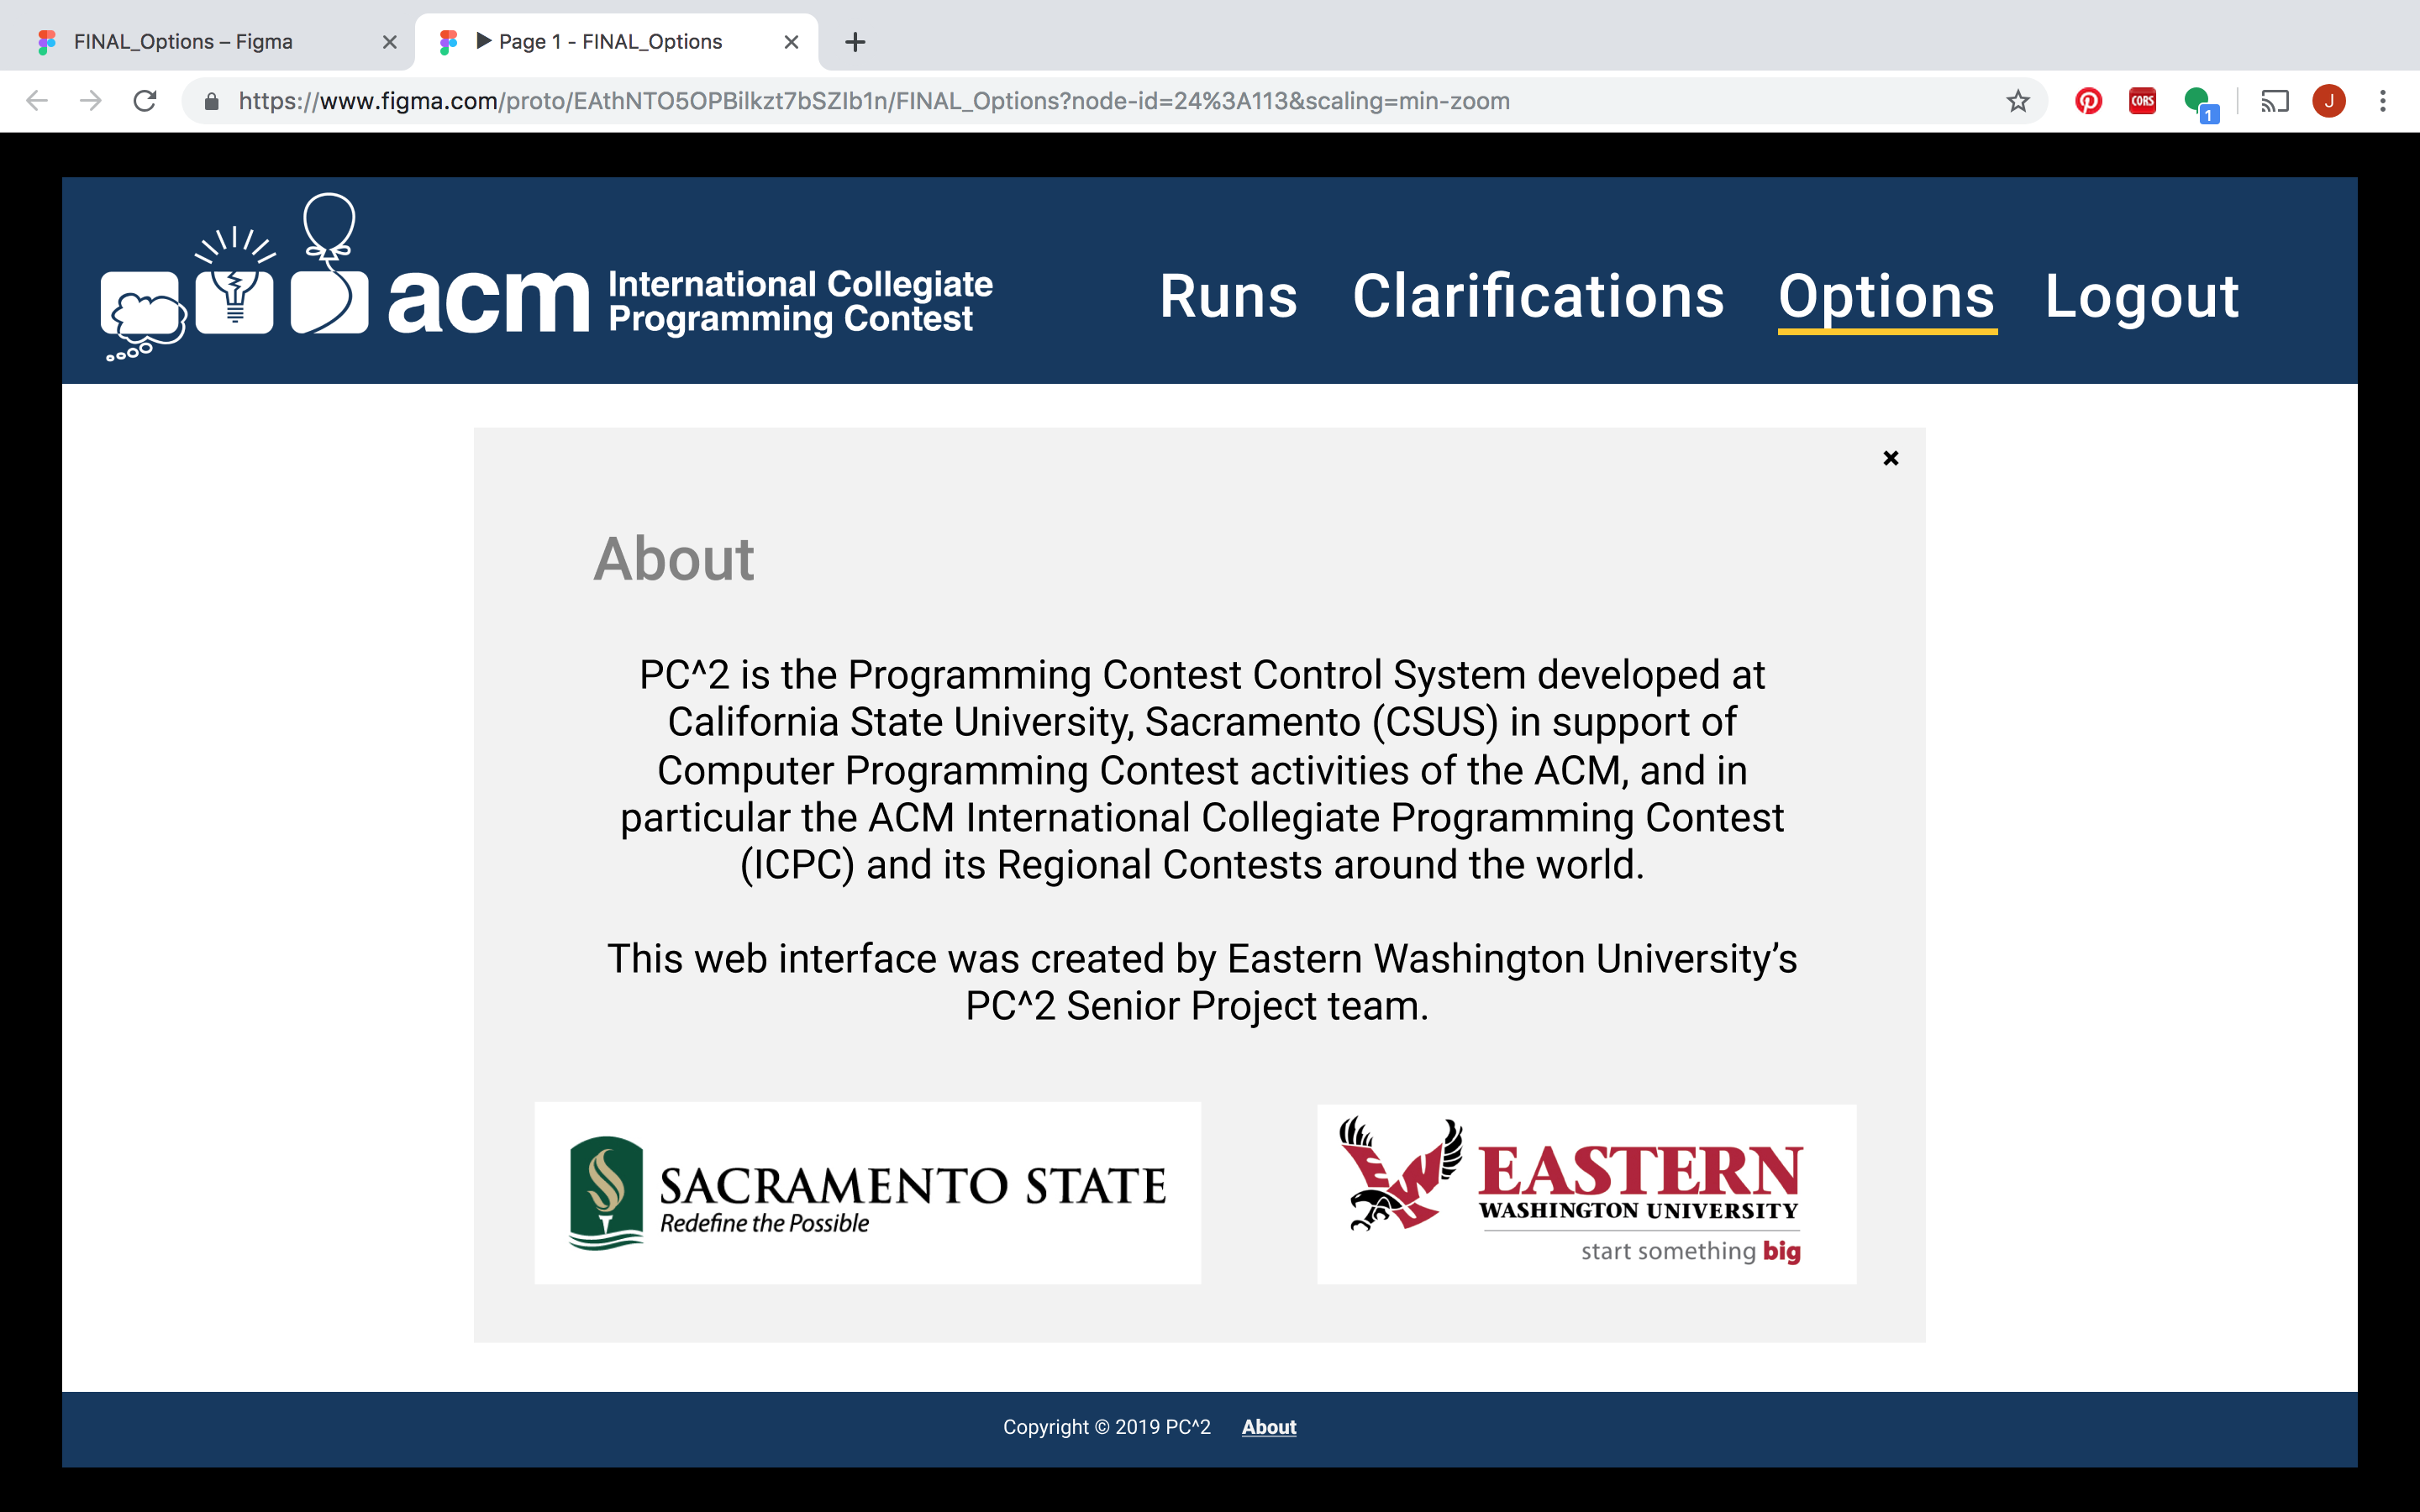 FINAL_Options – Figma
▶ Page 1 - FINAL_Options
https://www.figma.com/proto/EAthNTO5OPBilkzt7bSZIb1n/FINAL_Options?node-id=24%3A113&scaling=min-zoom
CORS
1
J
acm International Collegiate
Programming Contest
Runs Clarifications Options Logout
×
About
PC^2 is the Programming Contest Control System developed at
California State University, Sacramento (CSUS) in support of
Computer Programming Contest activities of the ACM, and in
particular the ACM International Collegiate Programming Contest
(ICPC) and its Regional Contests around the world.
This web interface was created by Eastern Washington University’s
PC^2 Senior Project team.
SACRAMENTO STATE
Redefine the Possible
EW
EASTERN
WASHINGTON UNIVERSITY
start something big
Copyright © 2019 PC^2 About